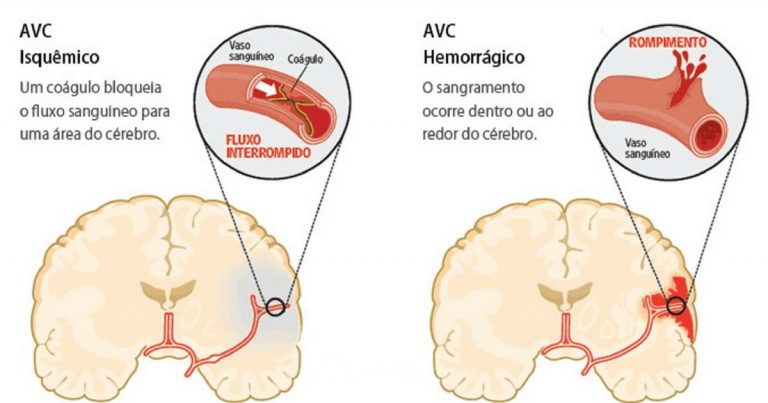 AVC
Isquêmico
Um coágulo bloqueia
o fluxo sanguineo para
uma área do cérebro.
Vaso
sanguíneo
Coágulo
FLUXO
INTERROMPIDO
AVC
Hemorrágico
O sangramento
ocorre dentro ou ao
redor do cérebro.
ROMPIMENTO
Vaso
sanguíneo